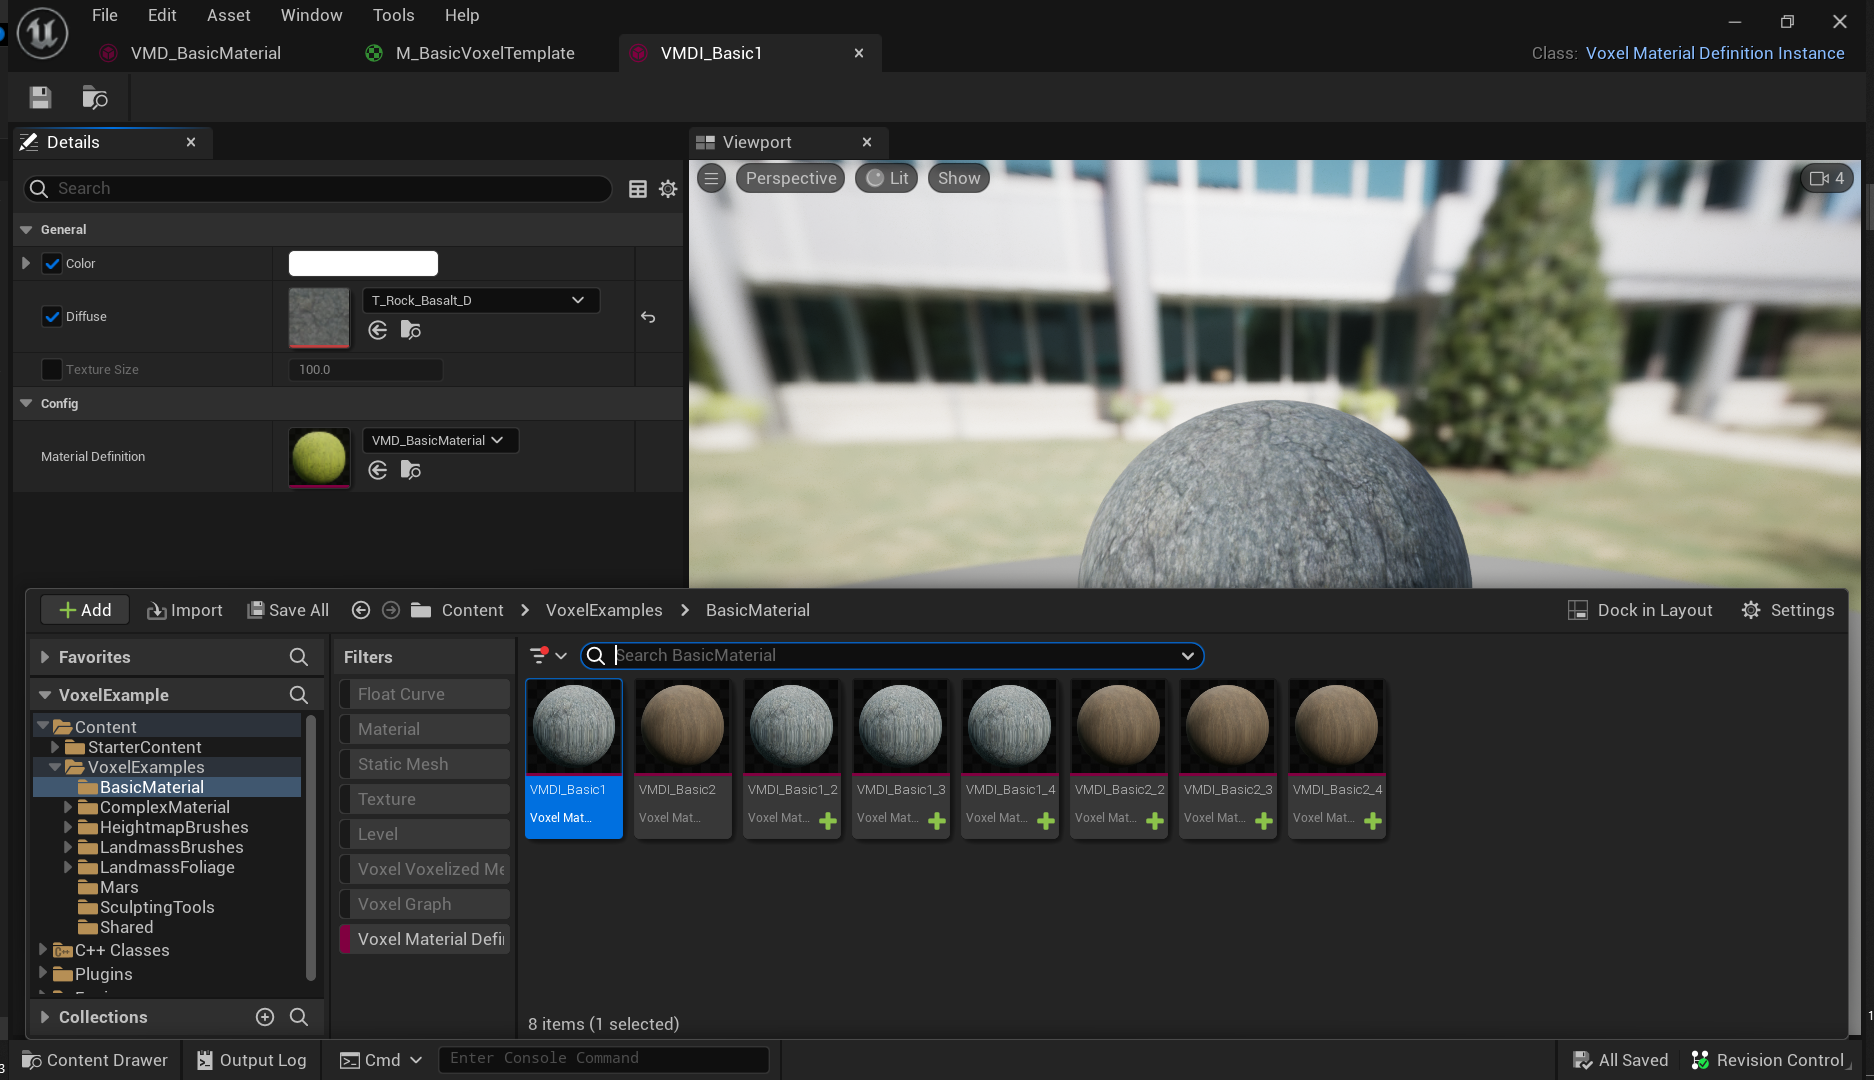 File Edit Asset Window Tools Help
VMD_BasicMaterial M_BasicVoxelTemplate VMDI_Basic1 Class: Voxel Material Definition Instance
Details Viewport
Search
Perspective Lit Show 4
General
Color
Diffuse T_Rock_Basalt_D
Texture Size 100.0
Config
Material Definition VMD_BasicMaterial
Add Import Save All Content VoxelExamples BasicMaterial Dock in Layout Settings
Favorites
VoxelExample
Content
StarterContent
VoxelExamples
BasicMaterial
ComplexMaterial
HeightmapBrushes
LandmassBrushes
LandmassFoliage
Mars
SculptingTools
Shared
C++ Classes
Plugins
Collections
Filters
Float Curve
Material
Static Mesh
Texture
Level
Voxel Voxelized Me
Voxel Graph
Voxel Material Defi
Search BasicMaterial
VMDI_Basic1 VMDI_Basic2 VMDI_Basic1_2 VMDI_Basic1_3 VMDI_Basic1_4 VMDI_Basic2_2 VMDI_Basic2_3 VMDI_Basic2_4
Voxel Mat... Voxel Mat... Voxel Mat... Voxel Mat... Voxel Mat... Voxel Mat... Voxel Mat... Voxel Mat...
8 items (1 selected)
Content Drawer Output Log Cmd Enter Console Command All Saved Revision Control